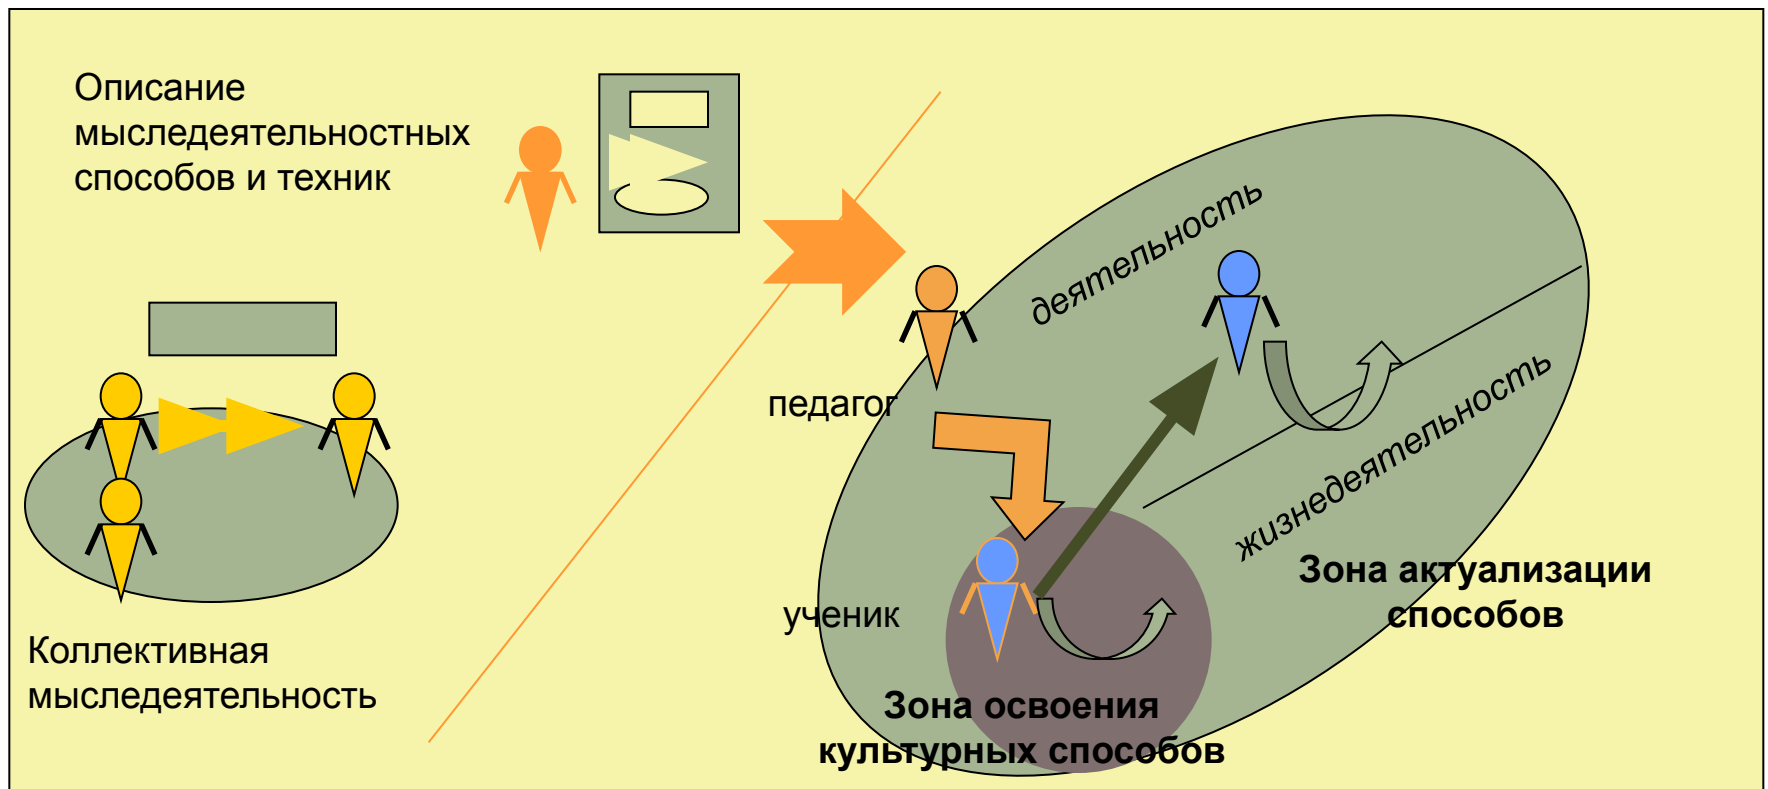 Описание
мыследеятельностных
способов и техник
Коллективная
мыследеятельность
деятельность
педагог
жизнедеятельность
Зона актуализации
способов
ученик
Зона освоения
культурных способов